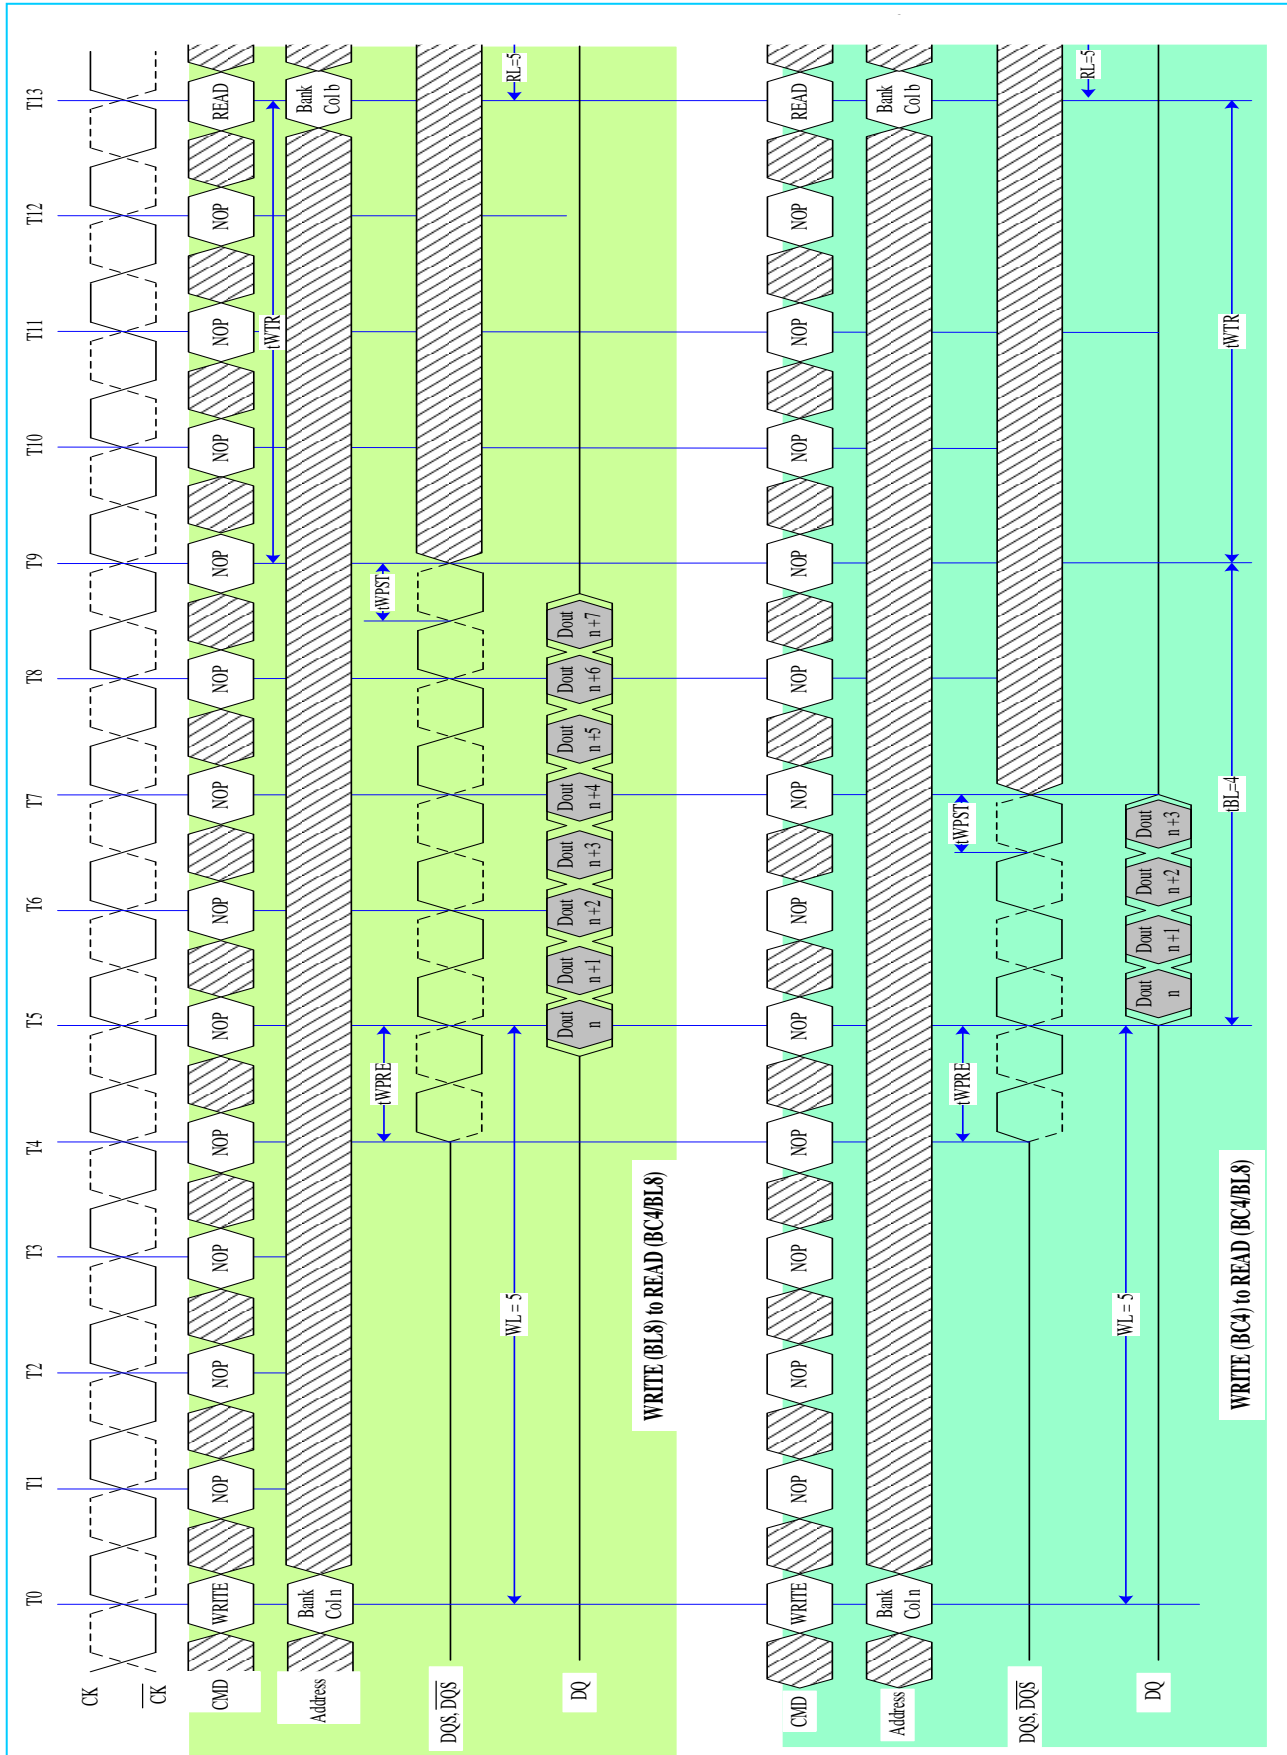 T0
T1
T2
T3
T4
T5
T6
T7
T8
T9
T10
T11
T12
T13
CK
CK
CMD
WRITE
NOP
NOP
NOP
NOP
NOP
NOP
NOP
NOP
NOP
NOP
NOP
NOP
READ
tWTR
Address
Bank
Col n
Bank
Col b
tWPRE
tWPST
DQS, DQS
WL = 5
RL=5
DQ
Dout
n
Dout
n+1
Dout
n+2
Dout
n+3
Dout
n+4
Dout
n+5
Dout
n+6
Dout
n+7
WRITE (BL8) to READ (BC4/BL8)
CMD
WRITE
NOP
NOP
NOP
NOP
NOP
NOP
NOP
NOP
NOP
NOP
NOP
NOP
READ
Address
Bank
Col n
Bank
Col b
tWPRE
tWPST
DQS, DQS
RL=5
WL = 5
DQ
Dout
n
Dout
n+1
Dout
n+2
Dout
n+3
tBL=4
tWTR
WRITE (BC4) to READ (BC4/BL8)